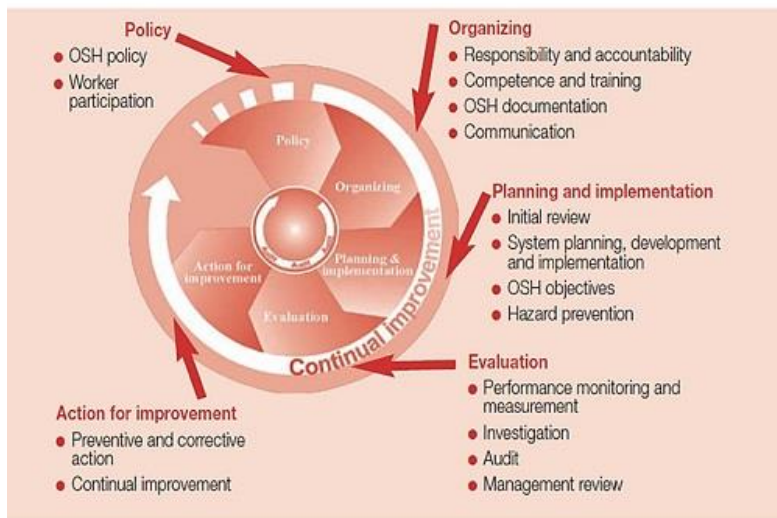 Policy
• OSH policy
• Worker
participation
Organizing
• Responsibility and accountability
• Competence and training
• OSH documentation
• Communication
Planning and implementation
• Initial review
• System planning, development
and implementation
• OSH objectives
• Hazard prevention
Evaluation
• Performance monitoring and
measurement
• Investigation
• Audit
• Management review
Action for improvement
• Preventive and corrective
action
• Continual improvement
Policy
Organizing
Planning &
implementation
Evaluation
Action for
improvement
Continual improvement
Audit
Audit
Audit